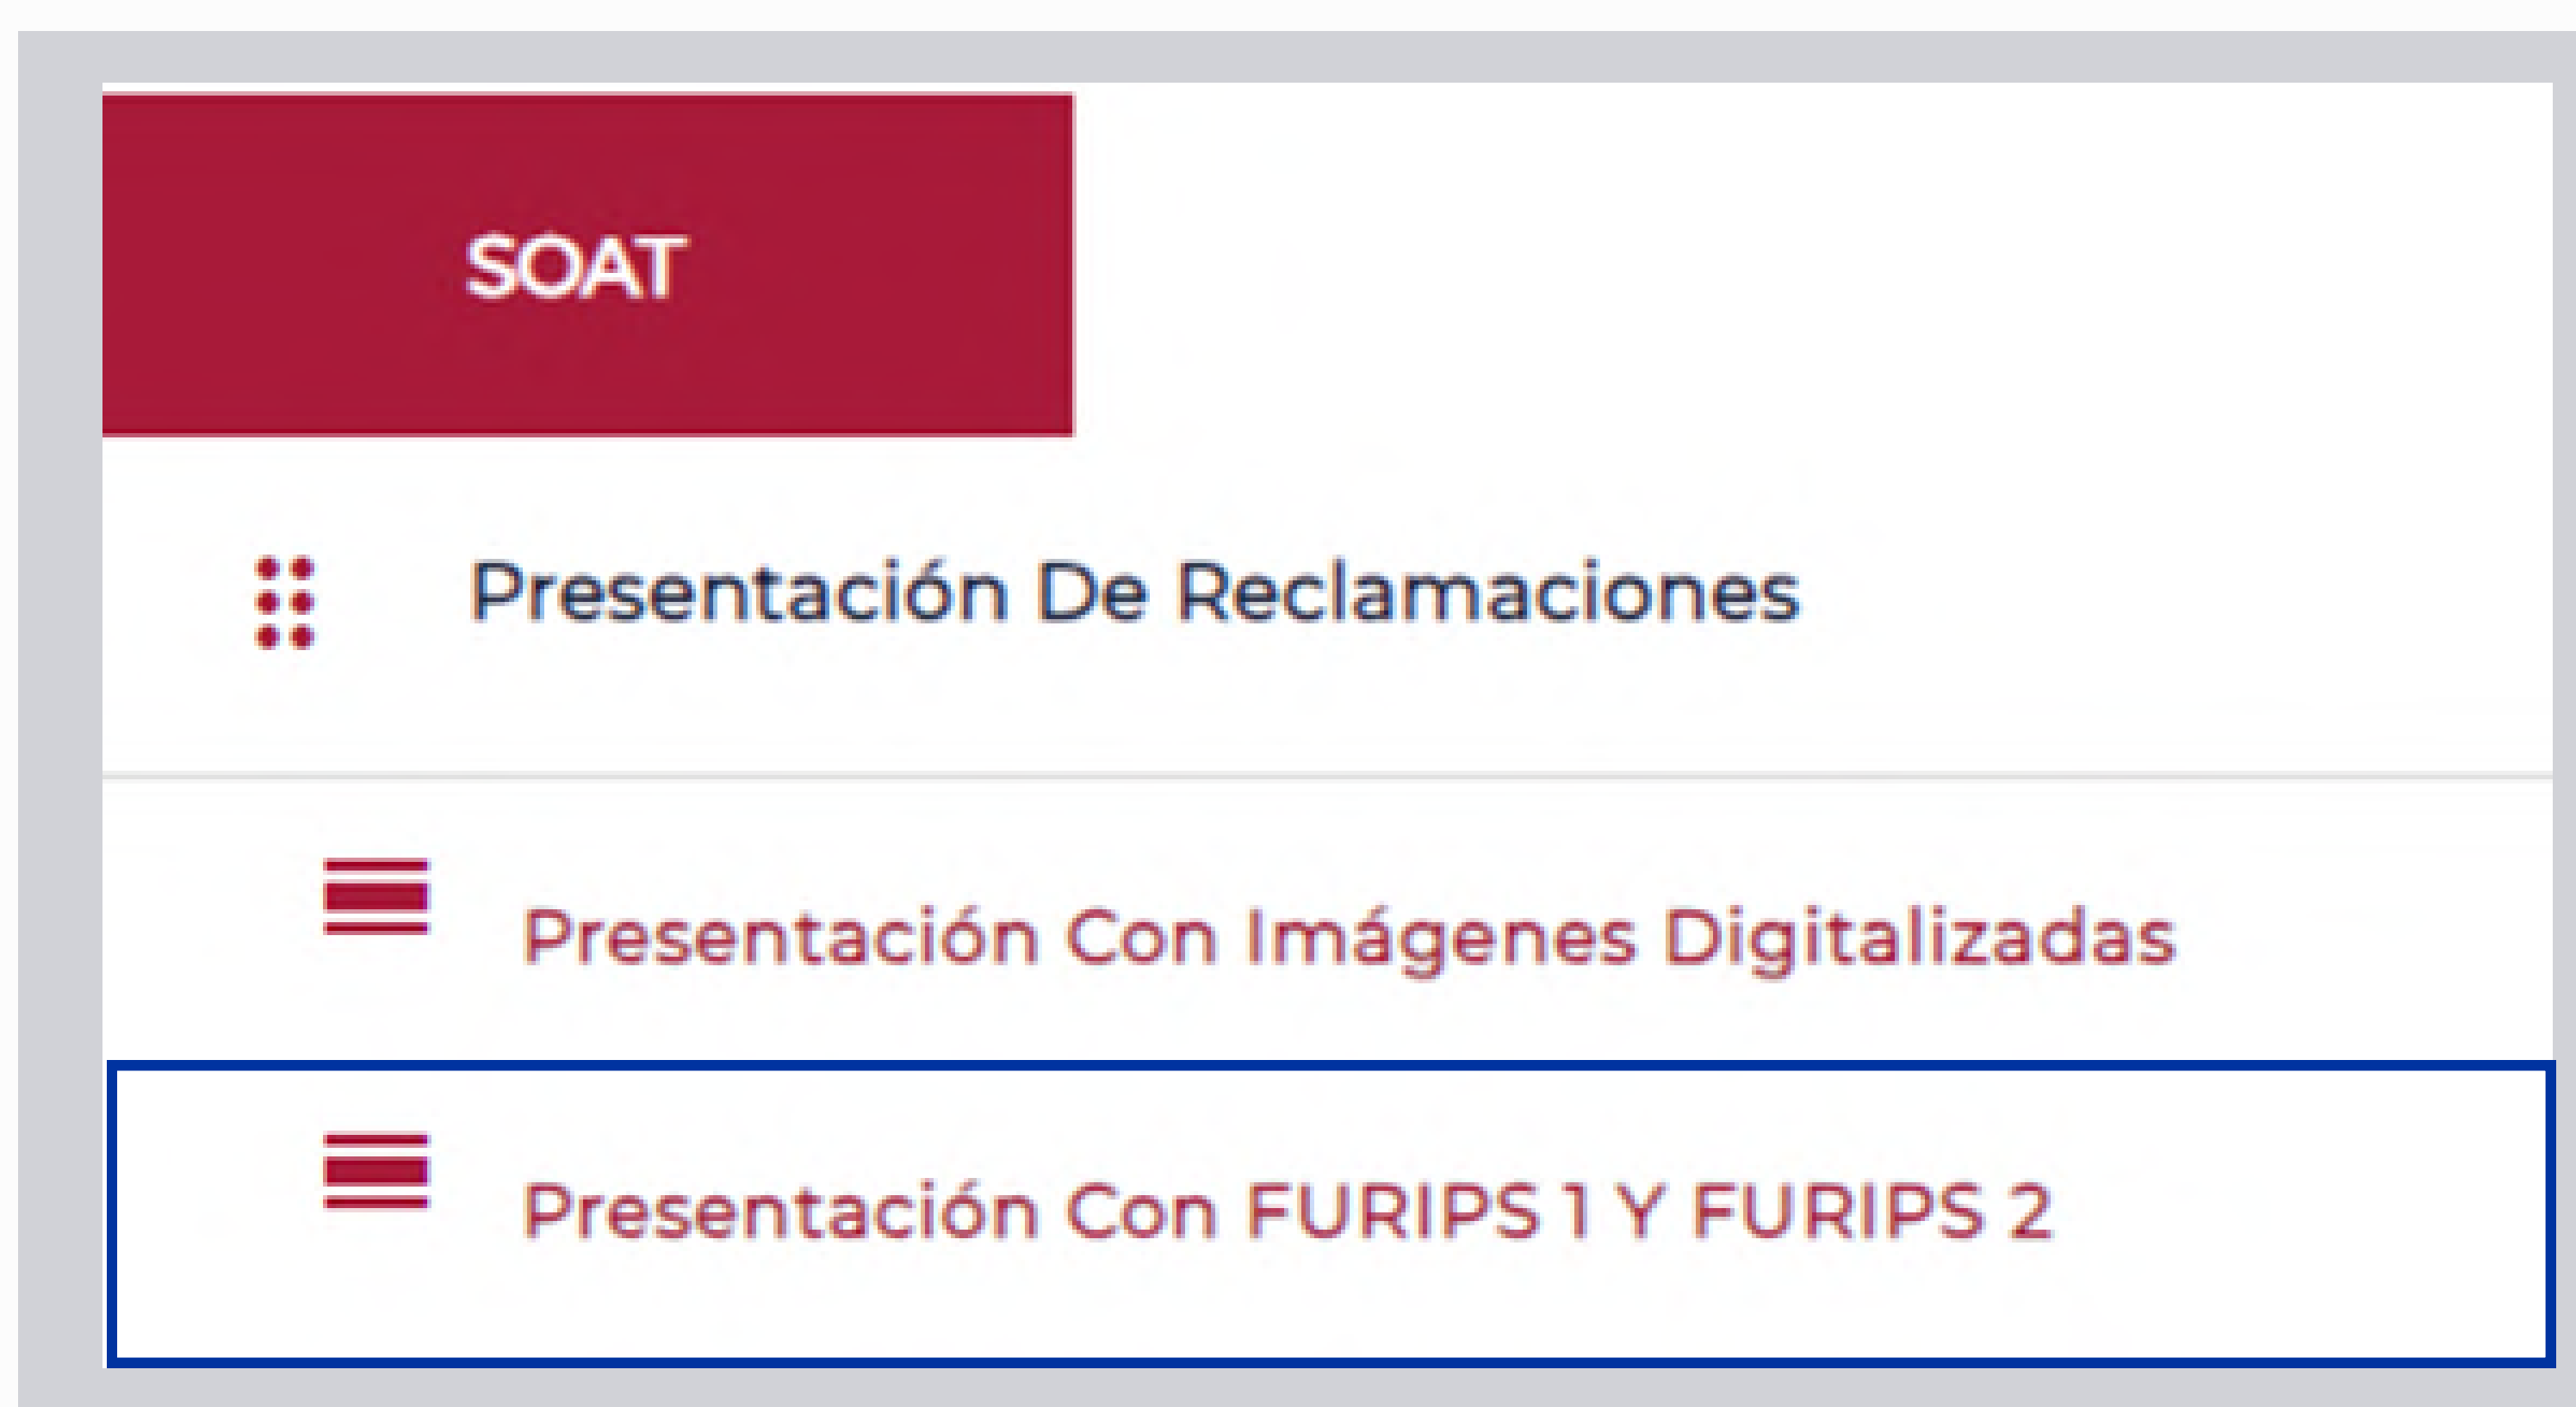 SOAT
Presentación De Reclamaciones
Presentación Con Imágenes Digitalizadas
Presentación Con FURIPS 1 Y FURIPS 2